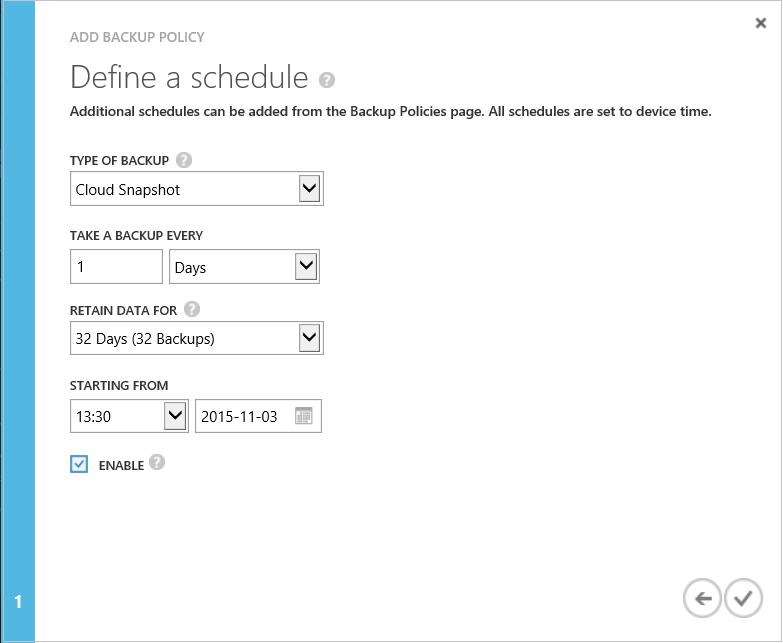 ADD BACKUP POLICY
Define a schedule ?
Additional schedules can be added from the Backup Policies page. All schedules are set to device time.
TYPE OF BACKUP ?
Cloud Snapshot
TAKE A BACKUP EVERY
1 Days
RETAIN DATA FOR ?
32 Days (32 Backups)
STARTING FROM
13:30 2015-11-03
ENABLE ?
1